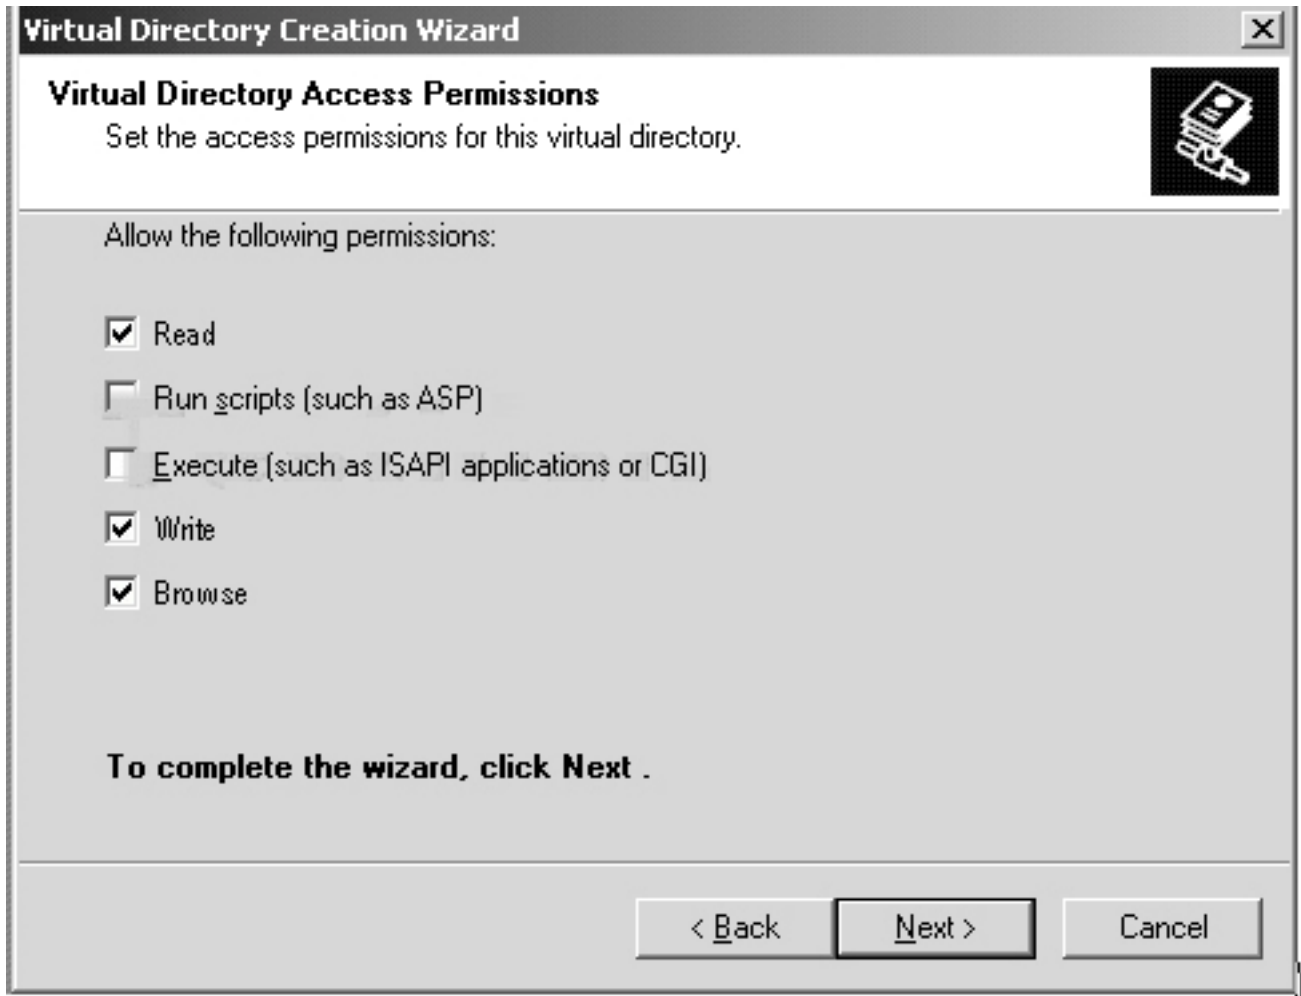 Virtual Directory Creation Wizard
Virtual Directory Access Permissions
Set the access permissions for this virtual directory.
Allow the following permissions:
Read
Run scripts (such as ASP)
Execute (such as ISAPI applications or CGI)
Write
Browse
To complete the wizard, click Next .
< Back Next > Cancel